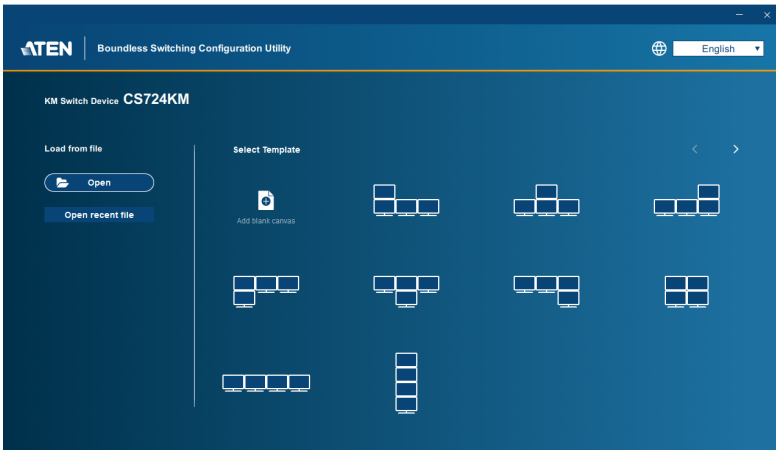 ATEN
Boundless Switching Configuration Utility
English
KM Switch Device CS724KM
Load from file
Select Template
Open
Open recent file
Add blank canvas